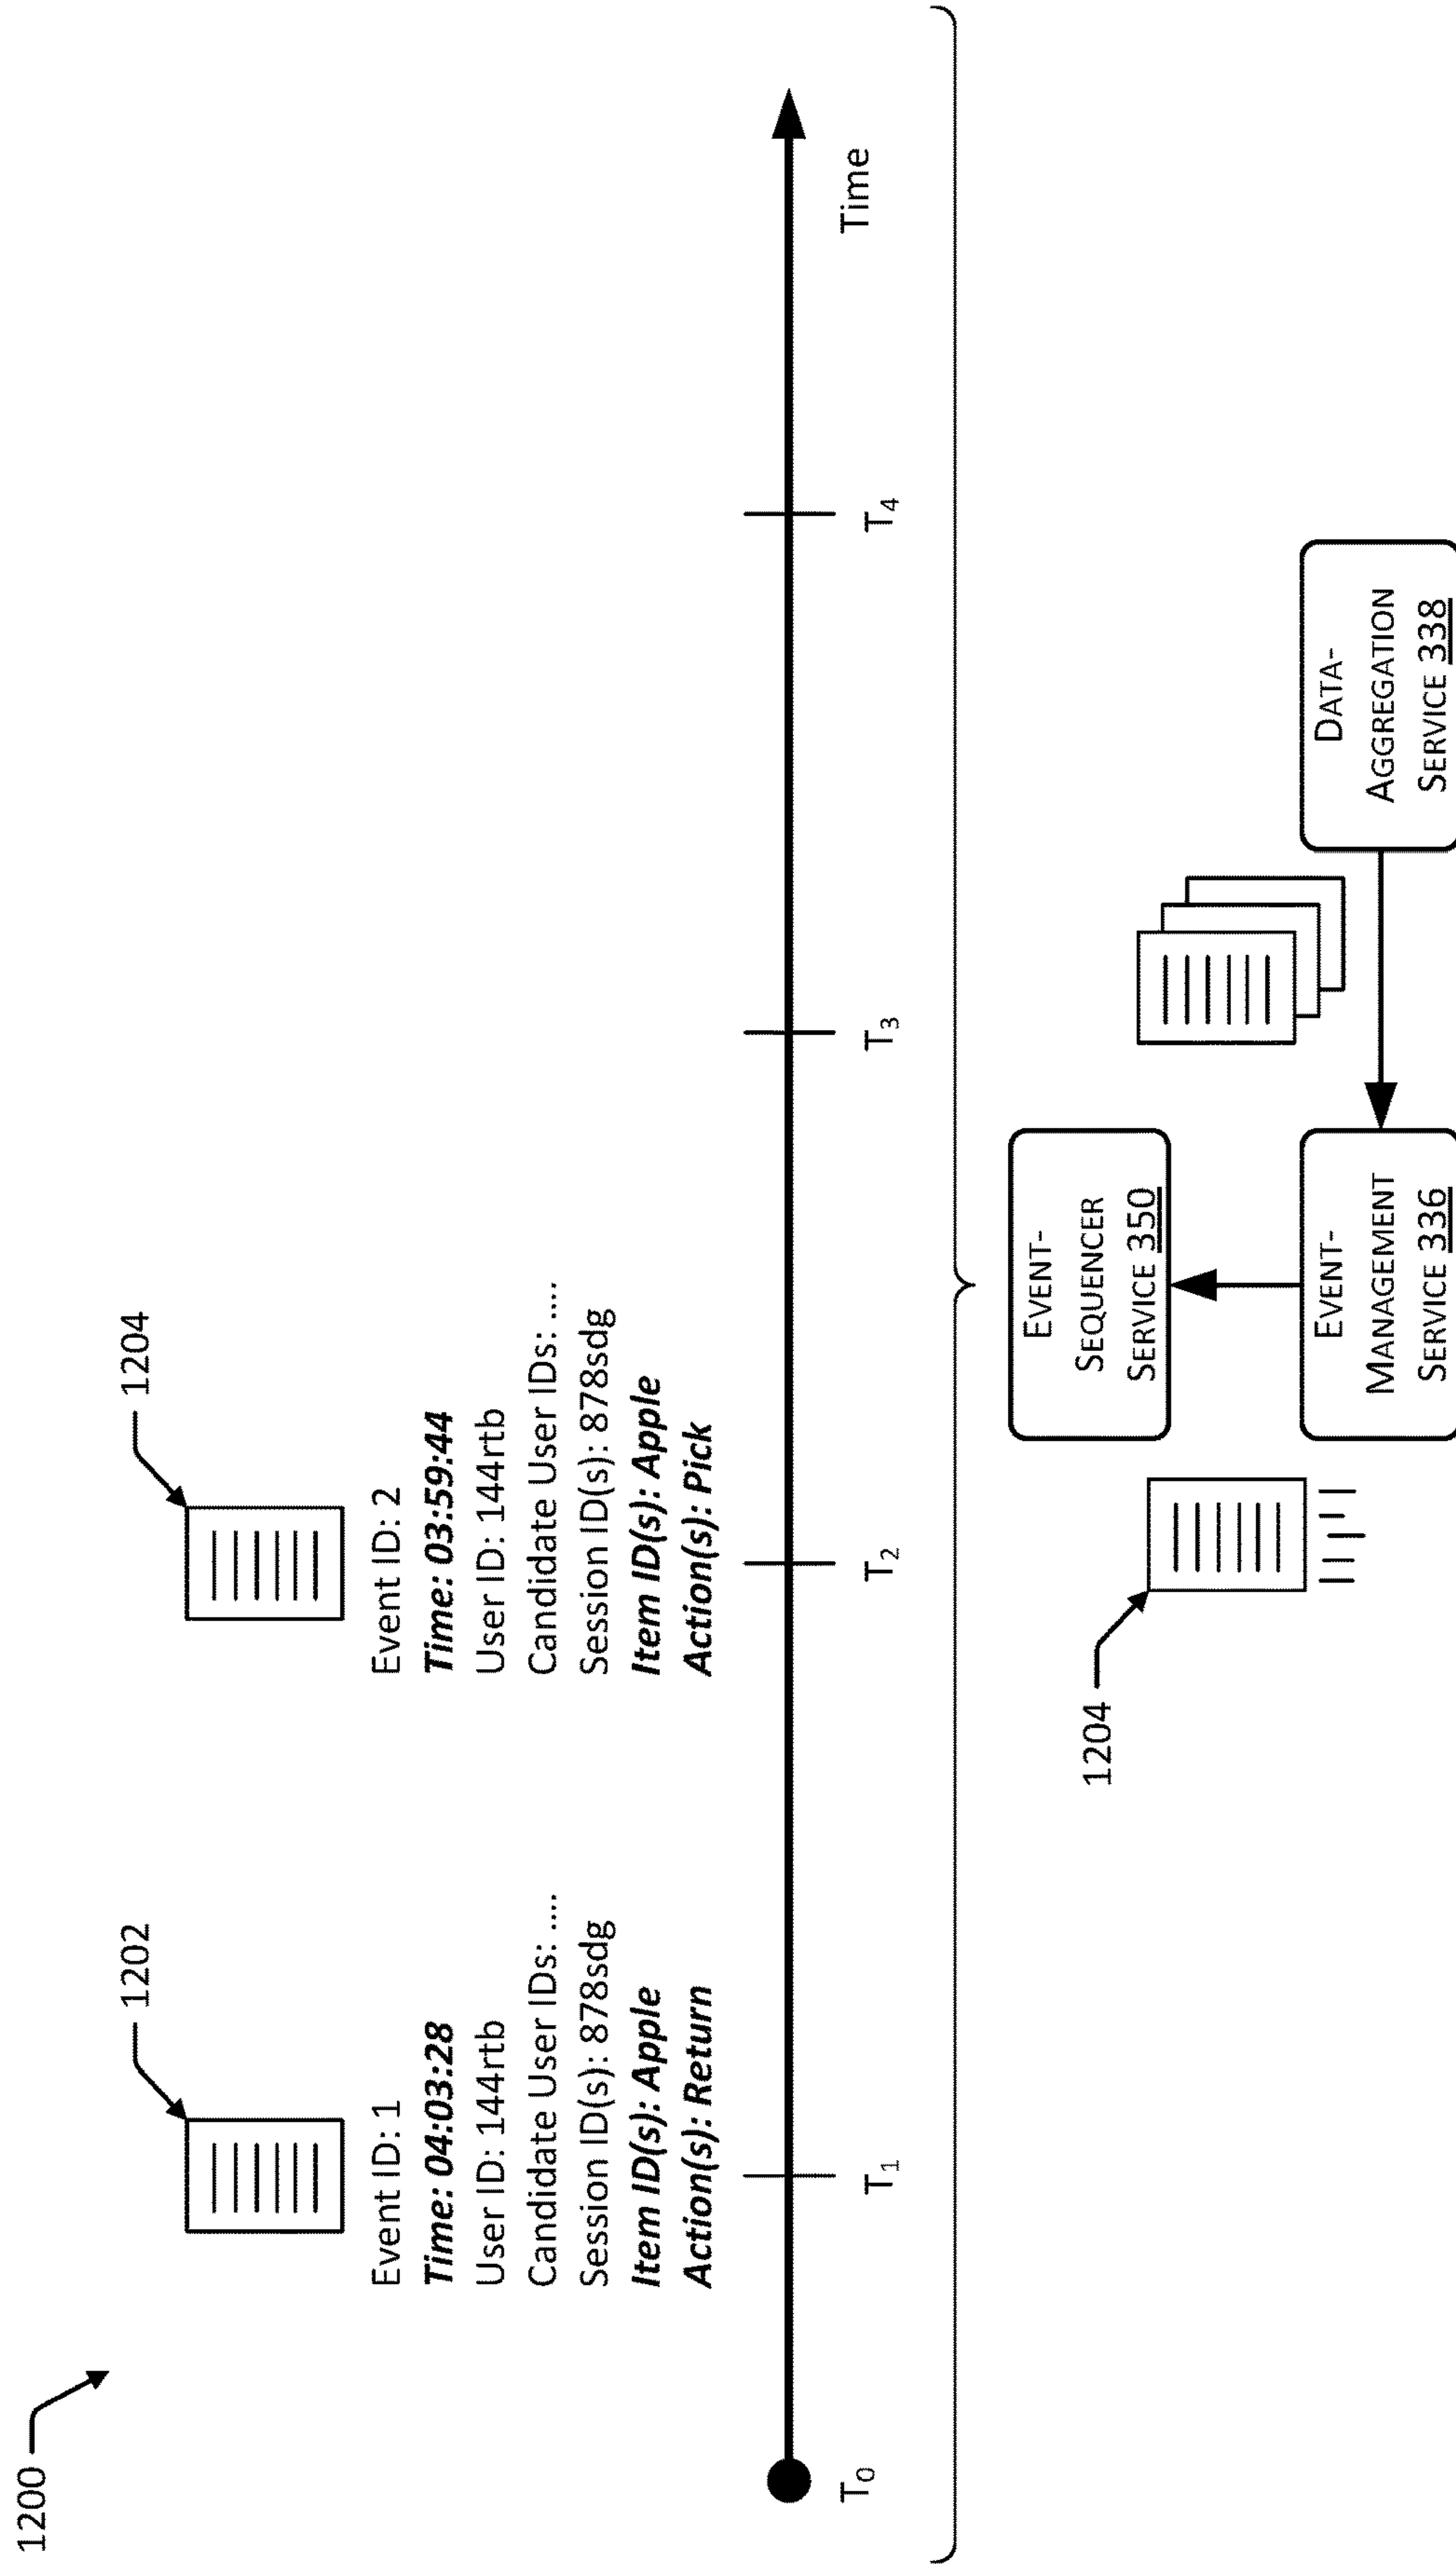 1200
1202
Event ID: 1
Time: 04:03:28
User ID: 144rtb
Candidate User IDs: ....
Session ID(s): 878sdg
Item ID(s): Apple
Action(s): Return
1204
Event ID: 2
Time: 03:59:44
User ID: 144rtb
Candidate User IDs: ....
Session ID(s): 878sdg
Item ID(s): Apple
Action(s): Pick
T0
T1
T2
T3
T4
Time
1204
EVENT-
SEQUENCER
SERVICE 350
EVENT-
MANAGEMENT
SERVICE 336
DATA-
AGGREGATION
SERVICE 338